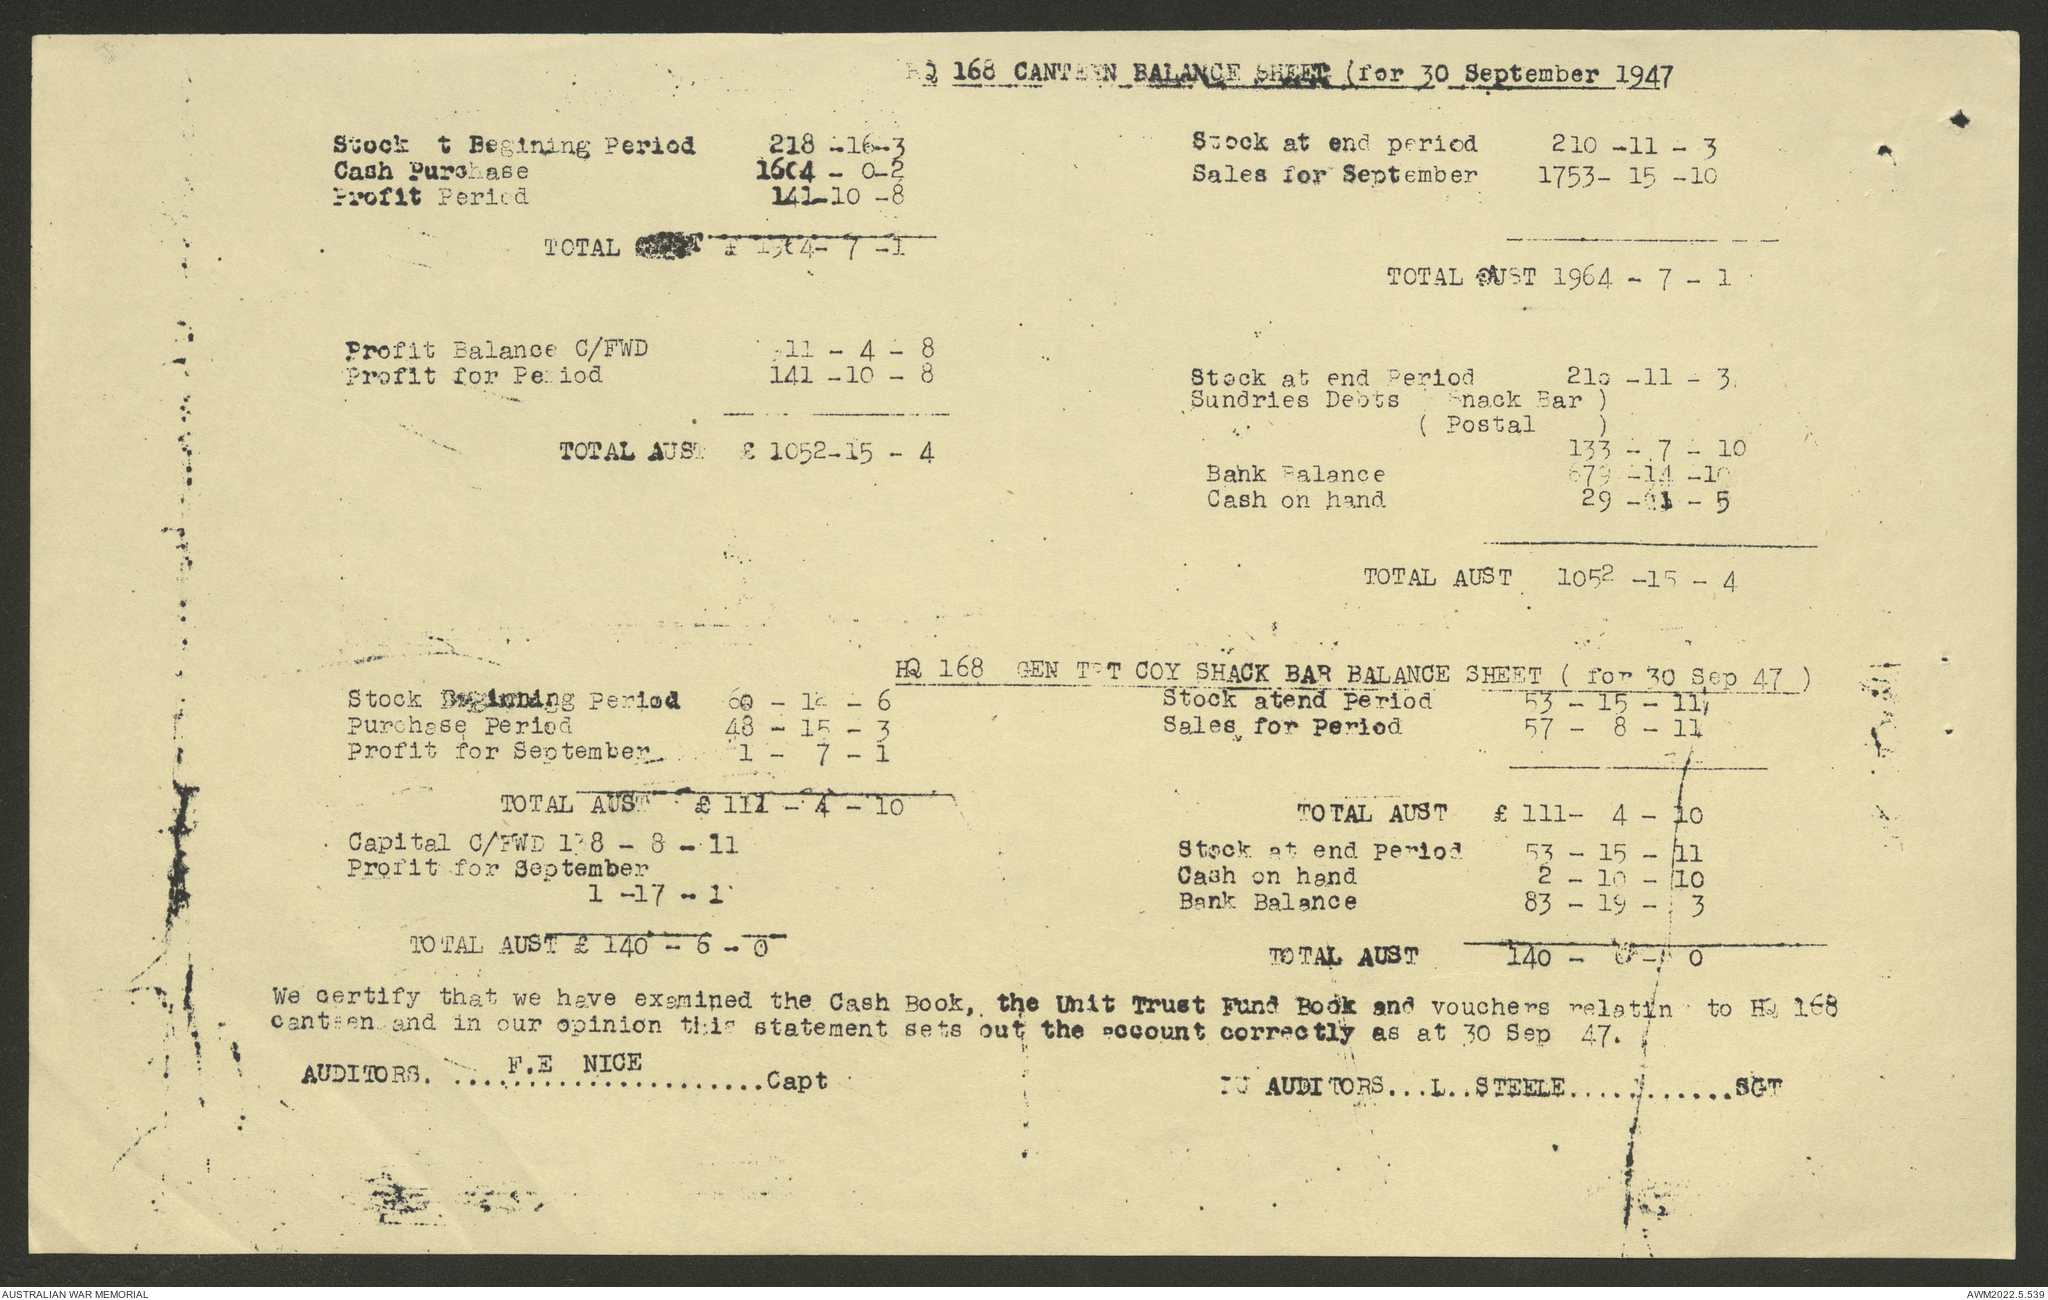 HQ 168 CANTEEN BALANCE SHEET (for 30 September 1947
Stock t Begining Period 218 -16-3
Cash Purchase 1604 - 0-2
Profit Period 141-10 -8
TOTAL £ 1964- 7 -1
Stock at end period 210 -11 - 3
Sales for September 1753- 15 -10
TOTAL AUST 1964 - 7 - 1
Profit Balance C/FWD 911 - 4 - 8
Profit for Period 141 -10 - 8
TOTAL AUST £ 1052-15 - 4
Stock at end Period 210 -11 - 3
Sundries Debts ( Snack Bar )
( Postal )
133 - 7 - 10
Bank Balance 679 -14 -10
Cash on hand 29 - - 5
TOTAL AUST 1052 -15 - 4
HQ 168 GEN TPT COY SHACK BAR BALANCE SHEET ( for 30 Sep 47 )
Stock Beginning Period 60 - - 6
Purchase Period 48 - 15 - 3
Profit for September 1 - 7 - 1
TOTAL AUST £ 111 - 4 - 10
Capital C/FWD 138 - 8 - 11
Profit for September
1 -17 - 1
TOTAL AUST £ 140 - 6 - 0
Stock atend Period 53 - 15 - 11
Sales for Period 57 - 8 - 11
TOTAL AUST £ 111- 4 - 10
Stock at end Period 53 - 15 - 11
Cash on hand 2 - 10 - 10
Bank Balance 83 - 19 - 3
TOTAL AUST 140 - 6 - 0
We certify that we have examined the Cash Book, the Unit Trust Fund Book and vouchers relatin to HQ 168
canteen and in our opinion this statement sets out the account correctly as at 30 Sep 47.
AUDITORS. ....F.E NICE..................Capt
AUDITORS...L..STEELE...........SGT
AUSTRALIAN WAR MEMORIAL
AWM2022.5.539